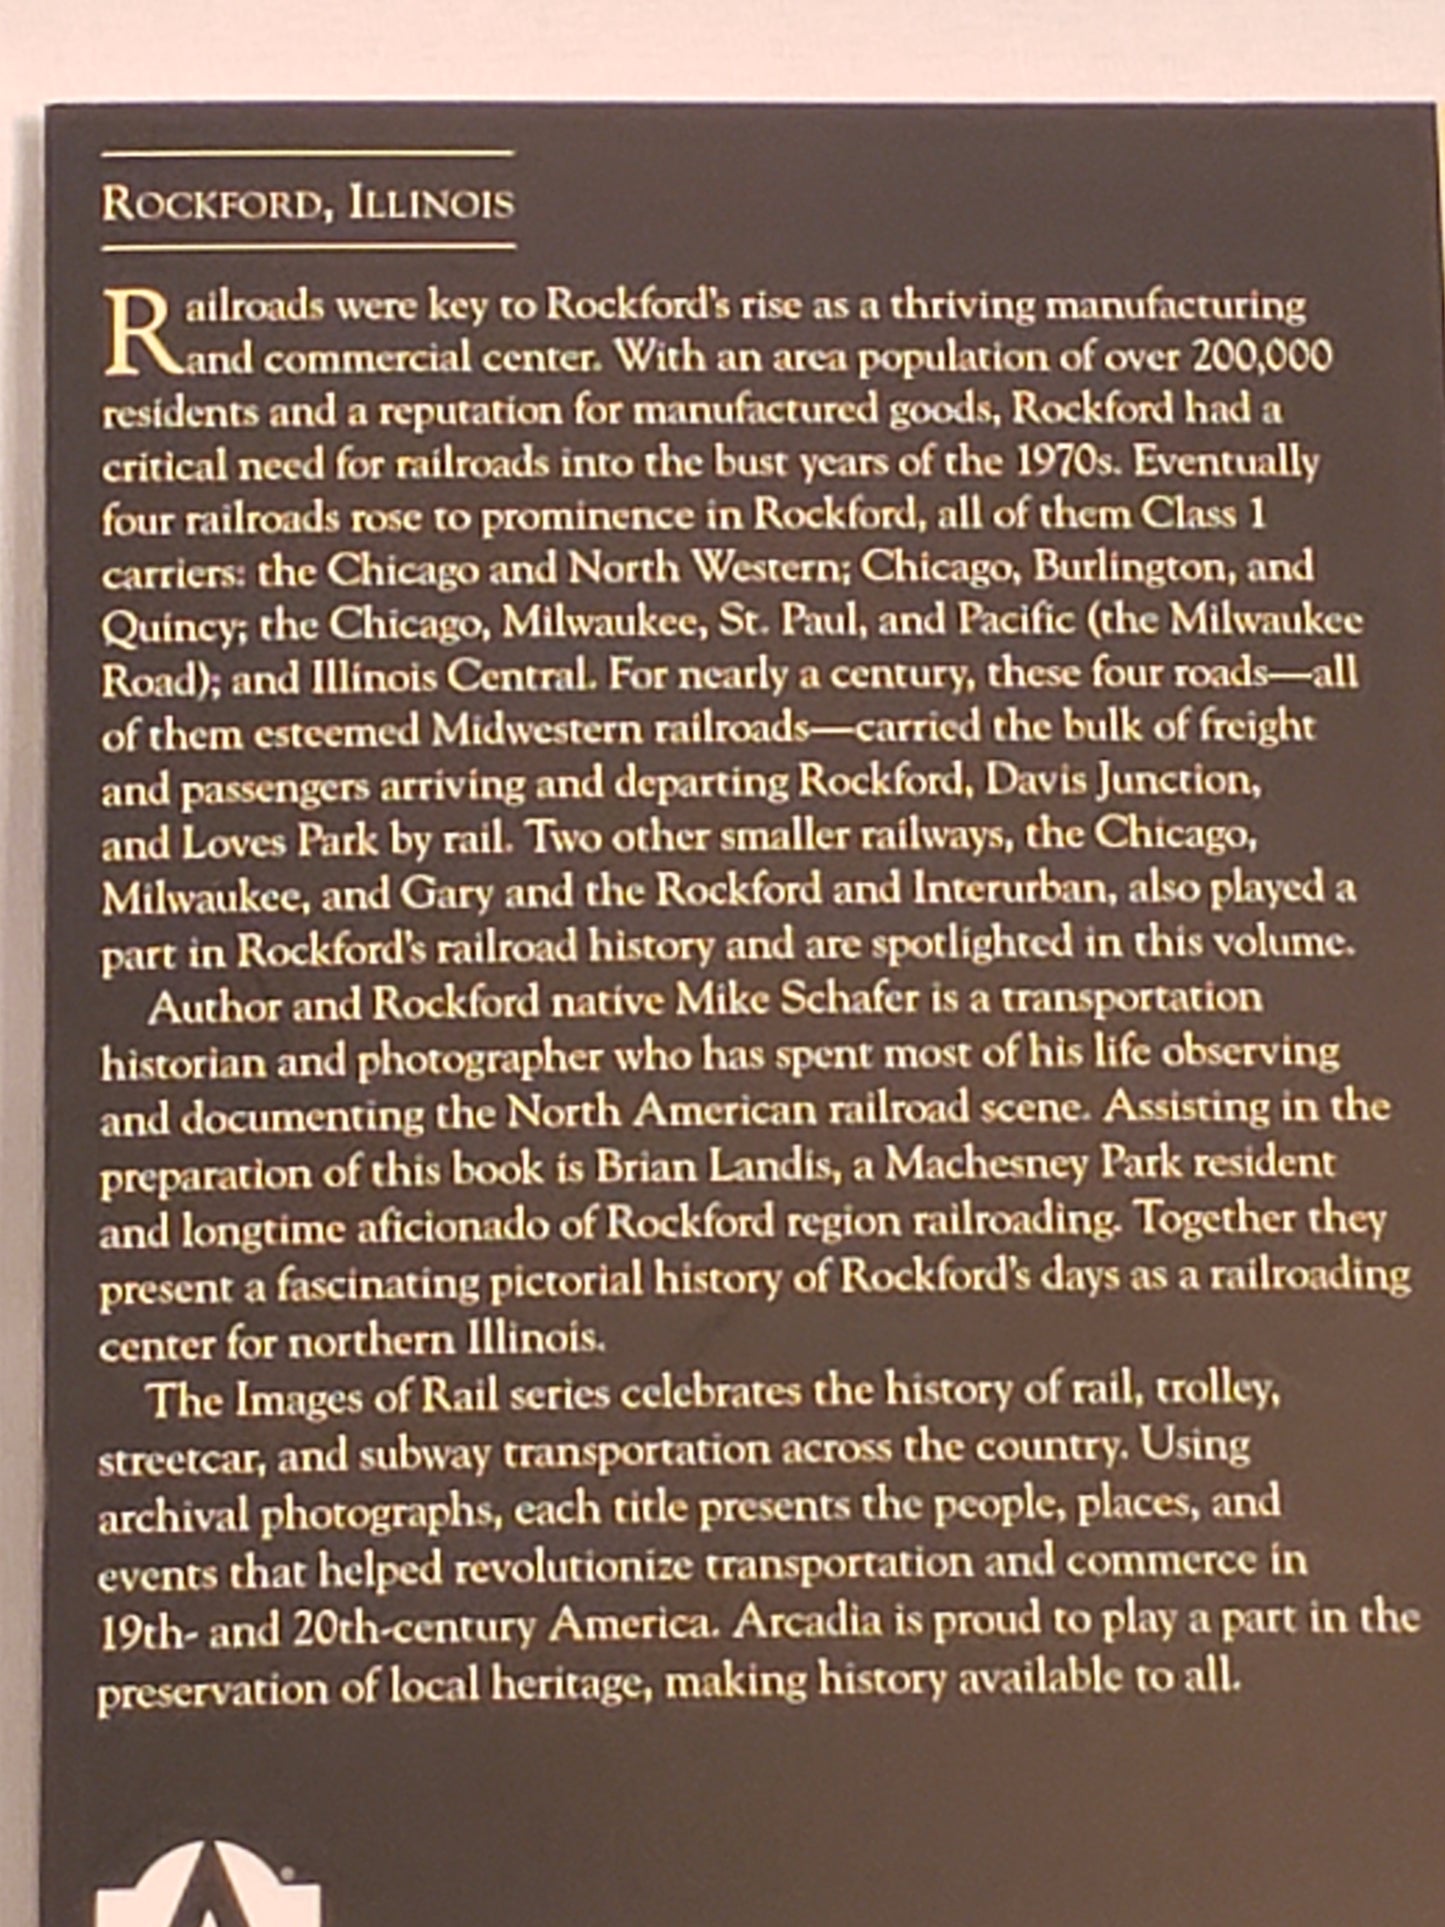 ROCKFORD, ILLINOIS
Railroads were key to Rockford's rise as a thriving manufacturing
and commercial center. With an area population of over 200,000
residents and a reputation for manufactured goods, Rockford had a
critical need for railroads into the bust years of the 1970s. Eventually
four railroads rose to prominence in Rockford, all of them Class 1
carriers: the Chicago and North Western; Chicago, Burlington, and
Quincy; the Chicago, Milwaukee, St. Paul, and Pacific (the Milwaukee
Road); and Illinois Central. For nearly a century, these four roads—all
of them esteemed Midwestern railroads—carried the bulk of freight
and passengers arriving and departing Rockford, Davis Junction,
and Loves Park by rail. Two other smaller railways, the Chicago,
Milwaukee, and Gary and the Rockford and Interurban, also played a
part in Rockford's railroad history and are spotlighted in this volume.
Author and Rockford native Mike Schafer is a transportation
historian and photographer who has spent most of his life observing
and documenting the North American railroad scene. Assisting in the
preparation of this book is Brian Landis, a Machesney Park resident
and longtime aficionado of Rockford region railroading. Together they
present a fascinating pictorial history of Rockford's days as a railroading
center for northern Illinois.
The Images of Rail series celebrates the history of rail, trolley,
streetcar, and subway transportation across the country. Using
archival photographs, each title presents the people, places, and
events that helped revolutionize transportation and commerce in
19th- and 20th-century America. Arcadia is proud to play a part in the
preservation of local heritage, making history available to all.